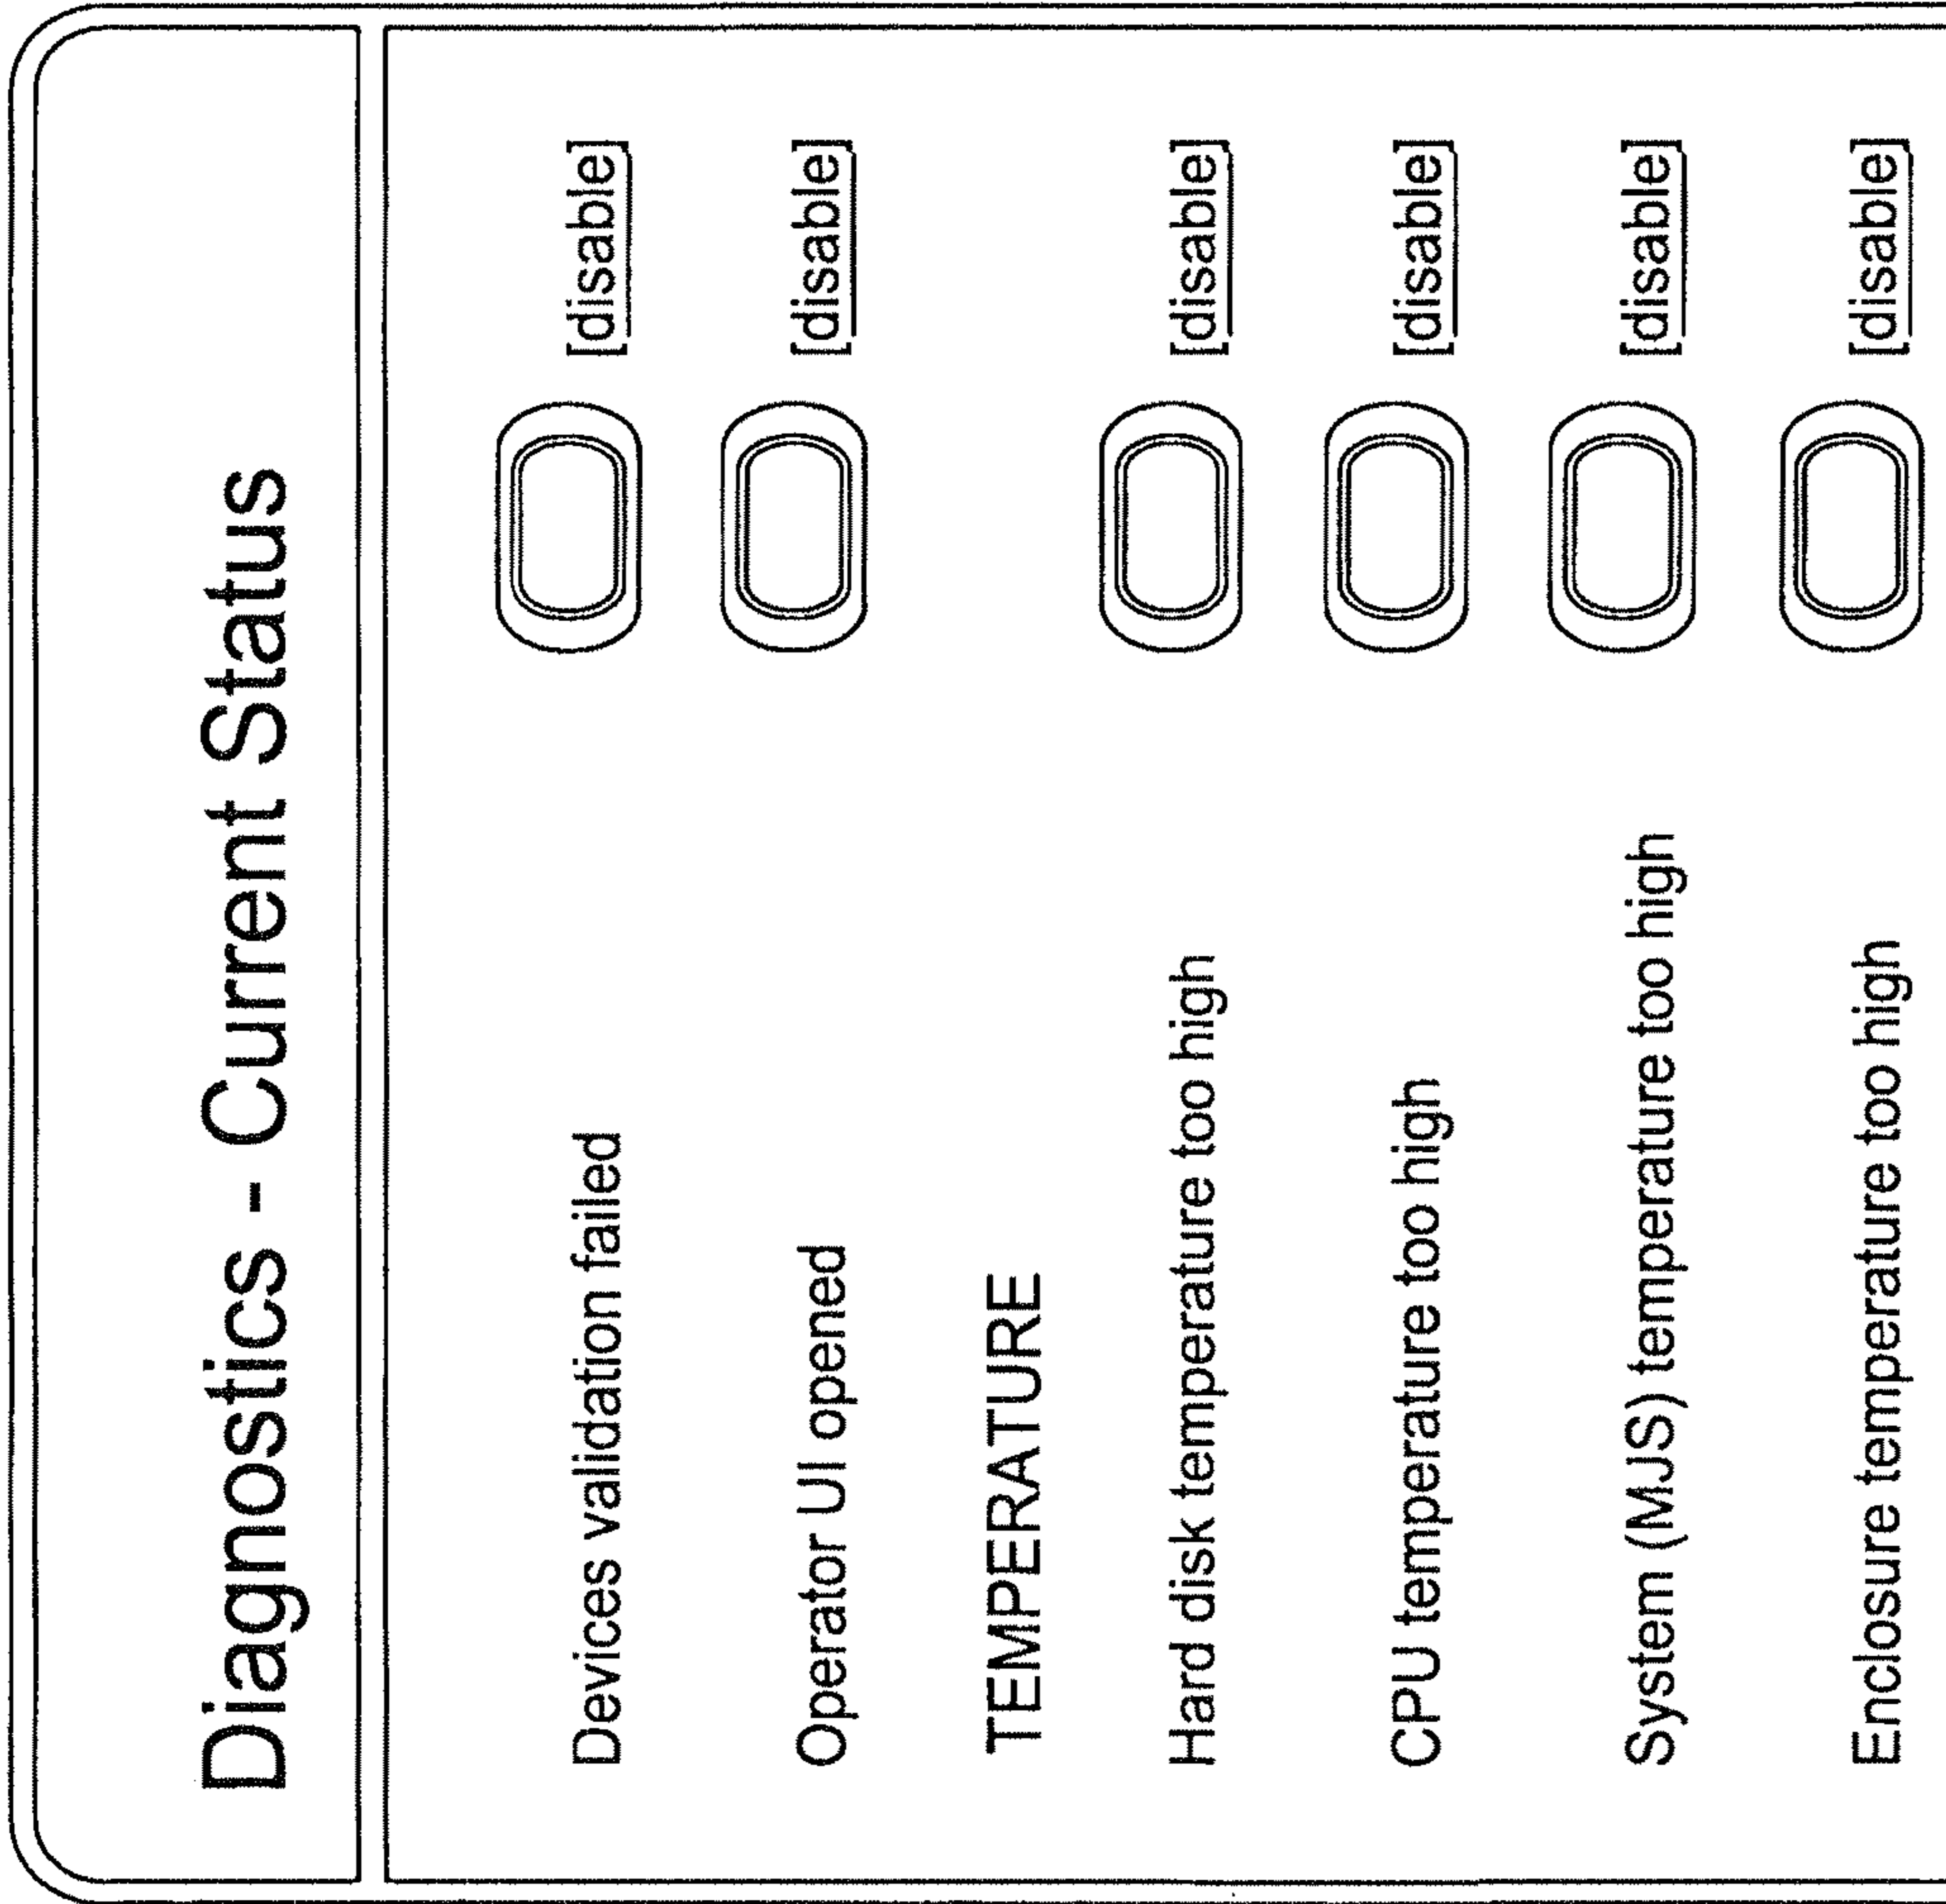 Diagnostics - Current Status
Devices validation failed [disable]
Operator UI opened [disable]
TEMPERATURE
Hard disk temperature too high [disable]
CPU temperature too high [disable]
System (MJS) temperature too high [disable]
Enclosure temperature too high [disable]